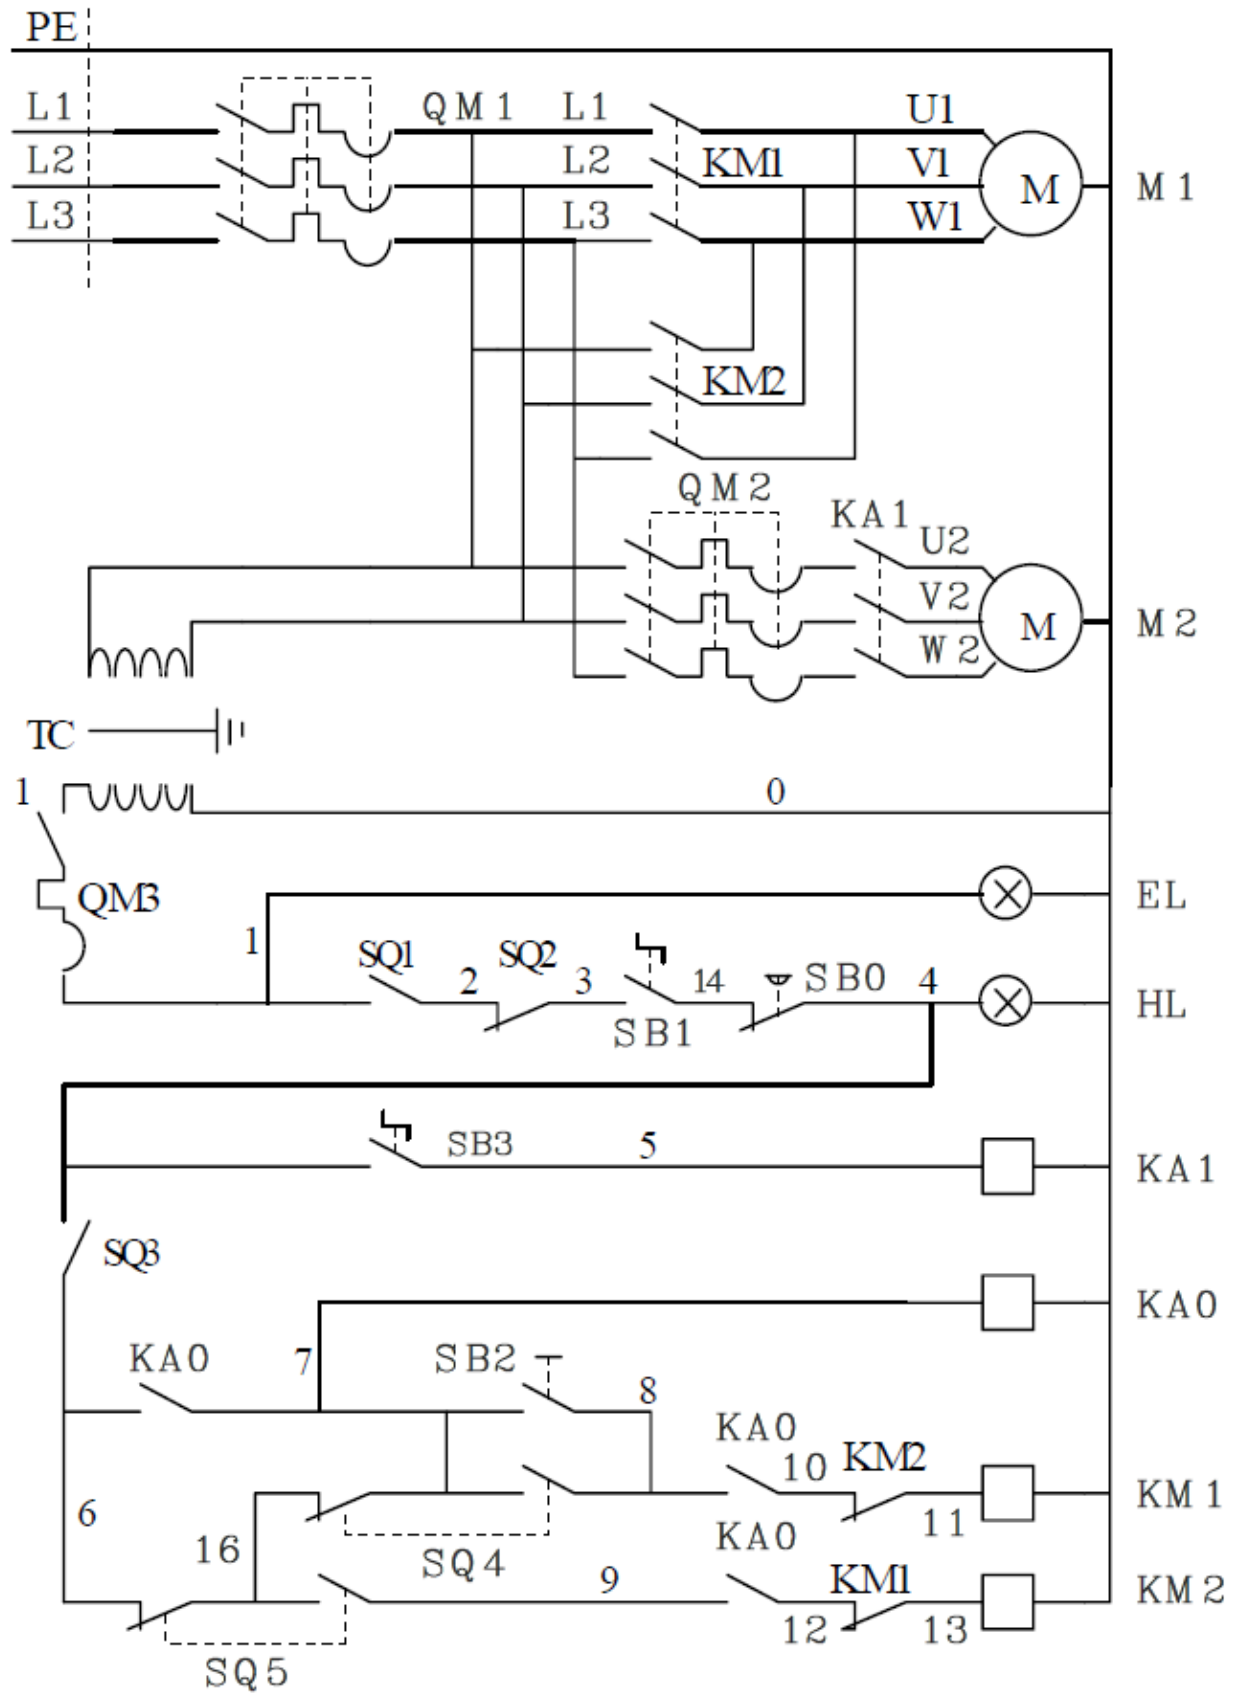 PE
L1 QM1 L1 U1
L2 L2 KM1 V1 M M1
L3 L3 W1
KM2
QM2
KA1 U2
V2 M M2
W2
TC
1 0
QM3 EL
1 SQ1 2 SQ2 3 14 SB0 4 HL
SB1
SB3 5 KA1
SQ3
KA0
KA0 7 SB2 8
KA0 10 KM2 KM1
6 11
16 SQ4 KA0
9 KM1 KM2
12 13
SQ5